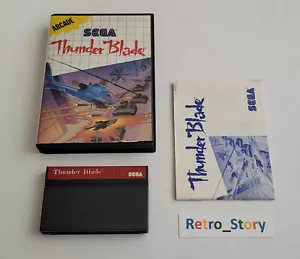 ARCADE
SEGA
Thunder Blade
SEGA
Thunder Blade
Thunder Blade
SEGA
Retro_Story